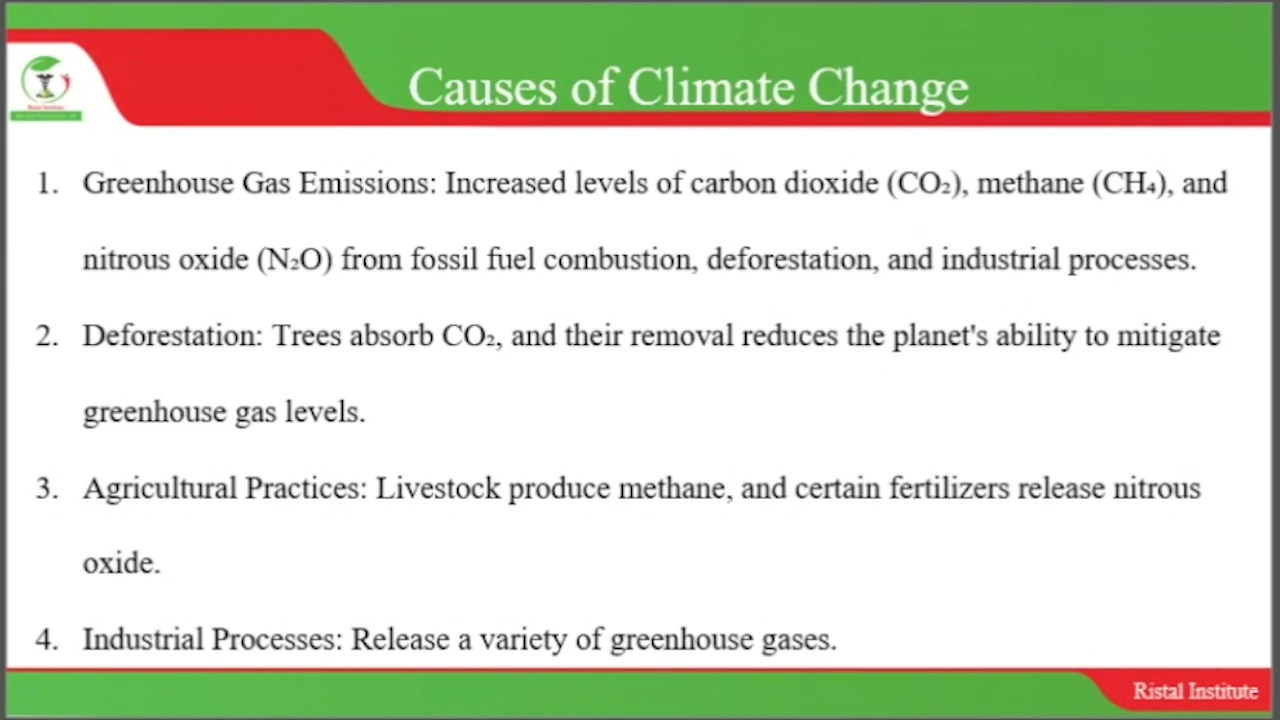 Causes of Climate Change
1. Greenhouse Gas Emissions: Increased levels of carbon dioxide (CO₂), methane (CH₄), and
nitrous oxide (N₂O) from fossil fuel combustion, deforestation, and industrial processes.
2. Deforestation: Trees absorb CO₂, and their removal reduces the planet's ability to mitigate
greenhouse gas levels.
3. Agricultural Practices: Livestock produce methane, and certain fertilizers release nitrous
oxide.
4. Industrial Processes: Release a variety of greenhouse gases.
Ristal Institute